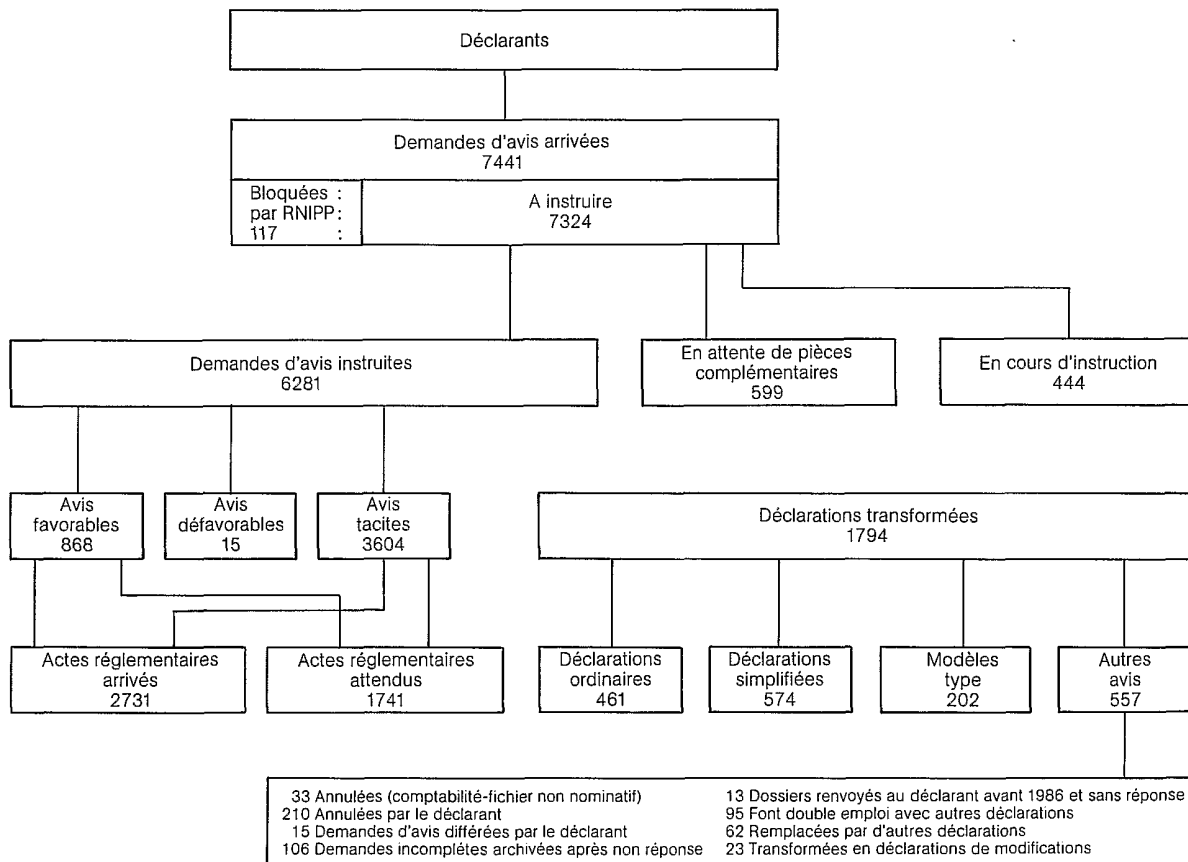 Déclarants
Demandes d'avis arrivées
7441
Bloquées :
par RNIPP :
117 :
A instruire
7324
Demandes d'avis instruites
6281
En attente de pièces
complémentaires
599
En cours d'instruction
444
Avis
favorables
868
Avis
défavorables
15
Avis
tacites
3604
Déclarations transformées
1794
Actes réglementaires
arrivés
2731
Actes réglementaires
attendus
1741
Déclarations
ordinaires
461
Déclarations
simplifiées
574
Modèles
type
202
Autres
avis
557
33 Annulées (comptabilité-fichier non nominatif)
210 Annulées par le déclarant
15 Demandes d'avis différées par le déclarant
106 Demandes incomplétes archivées après non réponse
13 Dossiers renvoyés au déclarant avant 1986 et sans réponse
95 Font double emploi avec autres déclarations
62 Remplacées par d'autres déclarations
23 Transformées en déclarations de modifications